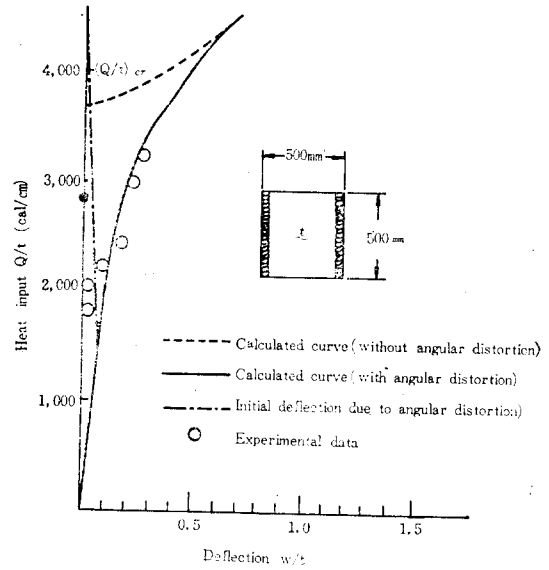 4,000
(Q/t) cr
3,000
2,000
1,000
Heat input Q/t (cal/cm)
500mm
t
500mm
Calculated curve (without angular distortion)
Calculated curve (with angular distortion)
Initial deflection due to angular distortion)
Experimental data
0.5
1.0
1.5
Deflection w/t